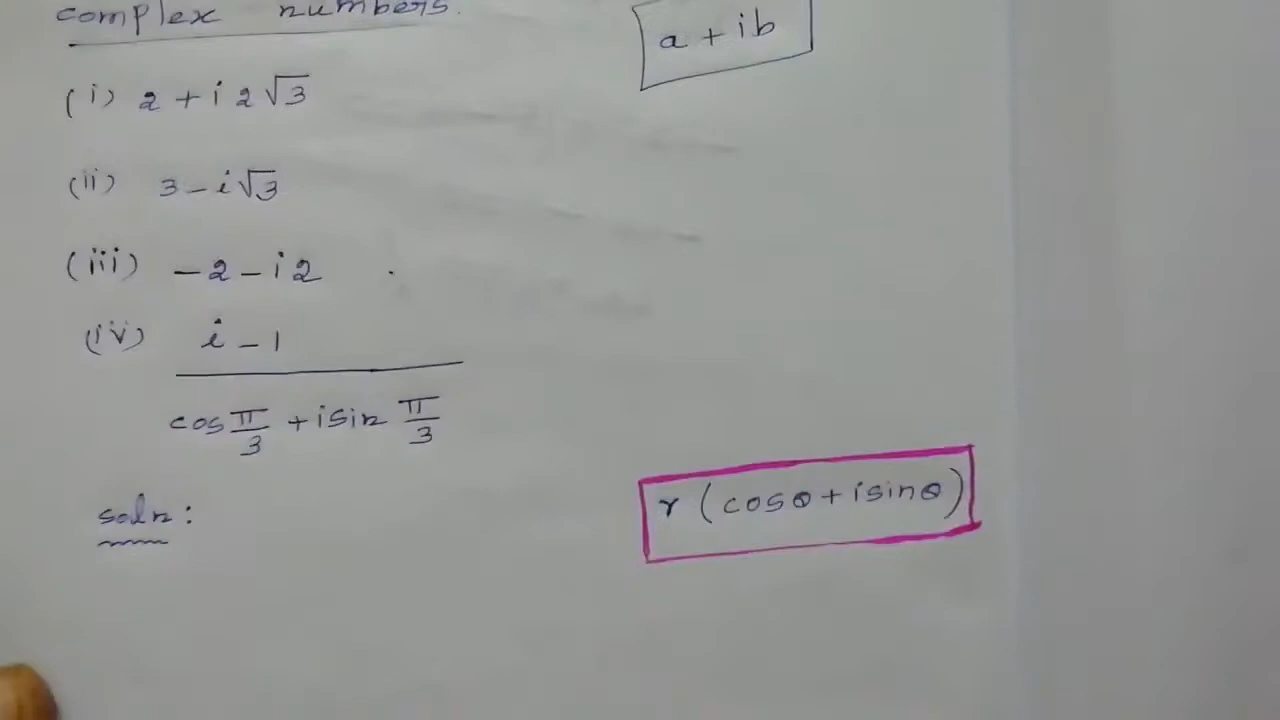 complex numbers.
a + ib
(i) 2 + i 2√3
(ii) 3 – i√3
(iii) – 2 – i 2
(iv) i – 1
cos π/3 + i sin π/3
soln:
r (cosθ + i sinθ)